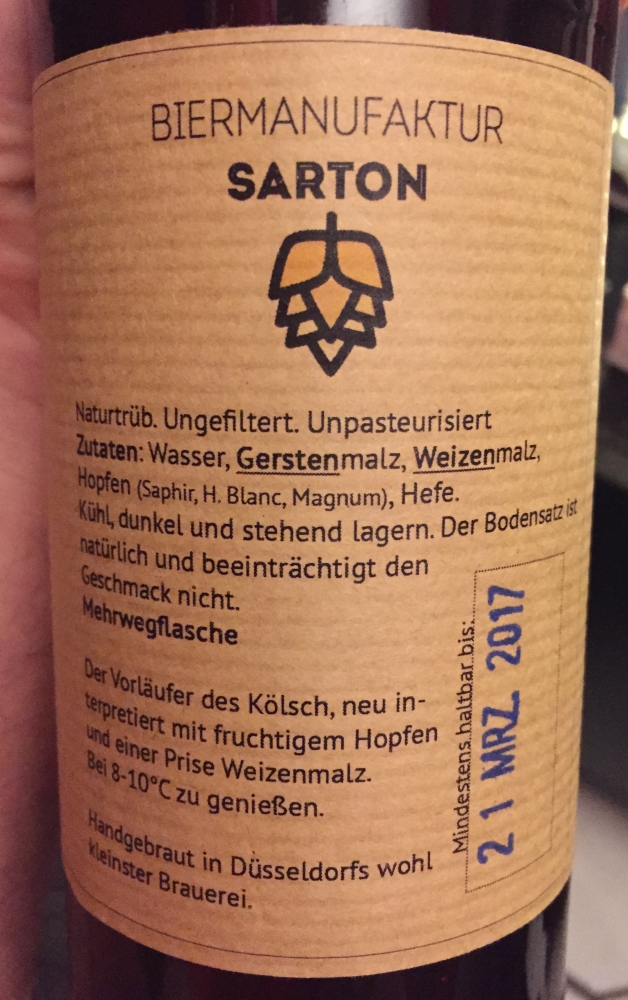 BIERMANUFAKTUR
SARTON
Naturtrüb. Ungefiltert. Unpasteurisiert
Zutaten: Wasser, Gerstenmalz, Weizenmalz,
Hopfen (Saphir, H. Blanc, Magnum), Hefe.
Kühl, dunkel und stehend lagern. Der Bodensatz ist
natürlich und beeinträchtigt den
Geschmack nicht.
Mehrwegflasche
Der Vorläufer des Kölsch, neu in-
terpretiert mit fruchtigem Hopfen
und einer Prise Weizenmalz.
Bei 8-10°C zu genießen.
Handgebraut in Düsseldorfs wohl
kleinster Brauerei.
Mindestens haltbar bis:
21 MRZ. 2017